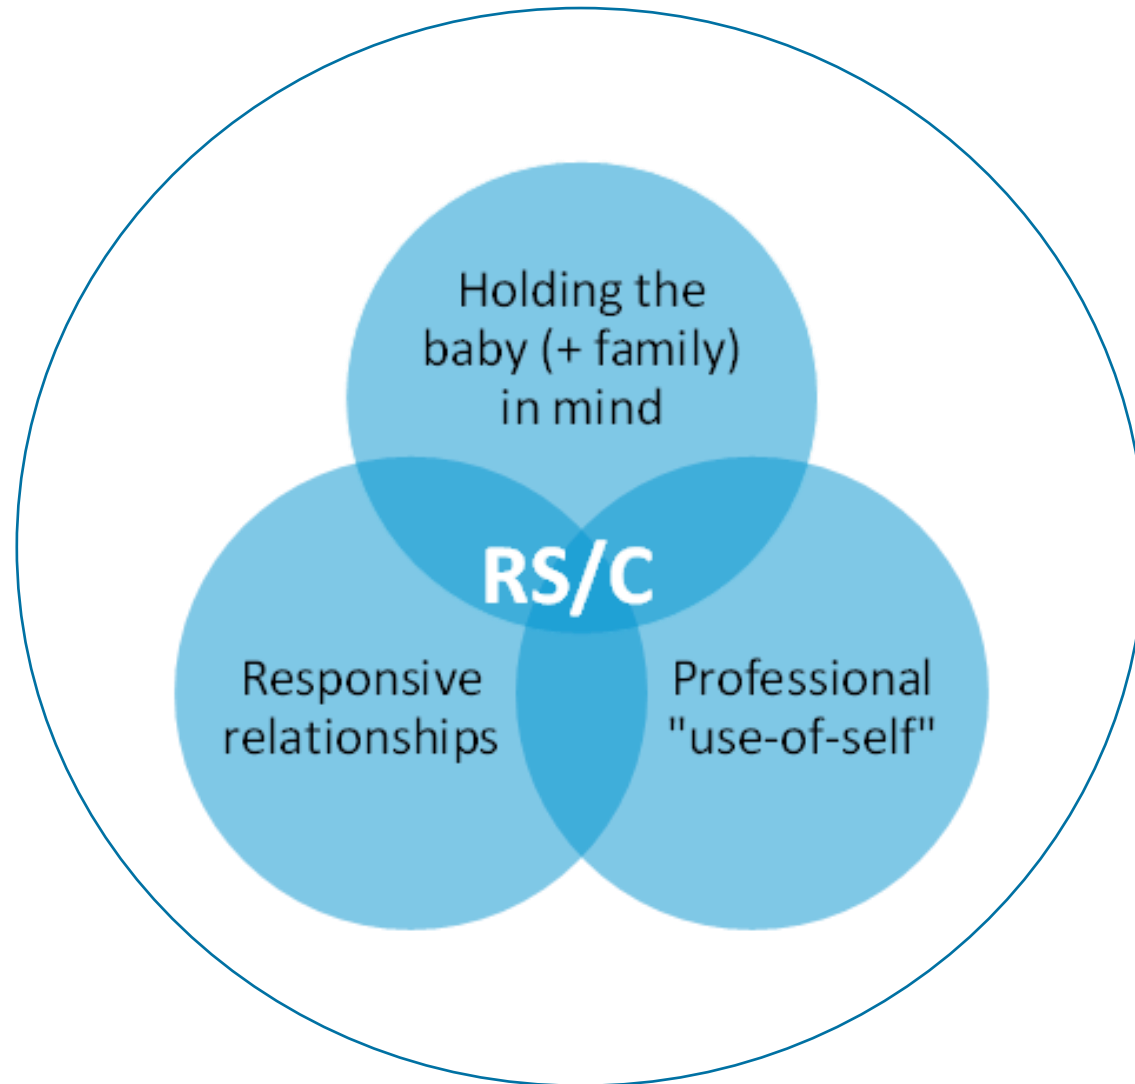 Holding the
baby (+ family)
in mind
RS/C
Responsive
relationships
Professional
"use-of-self"